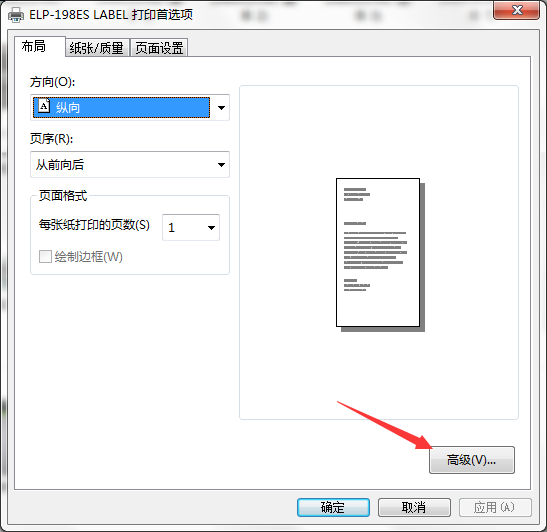 ELP-198ES LABEL 打印首选项
布局
纸张/质量
页面设置
方向(O):
A 纵向
页序(R):
从前向后
页面格式
每张纸打印的页数(S) 1
绘制边框(W)
高级(V)...
确定
取消
应用(A)